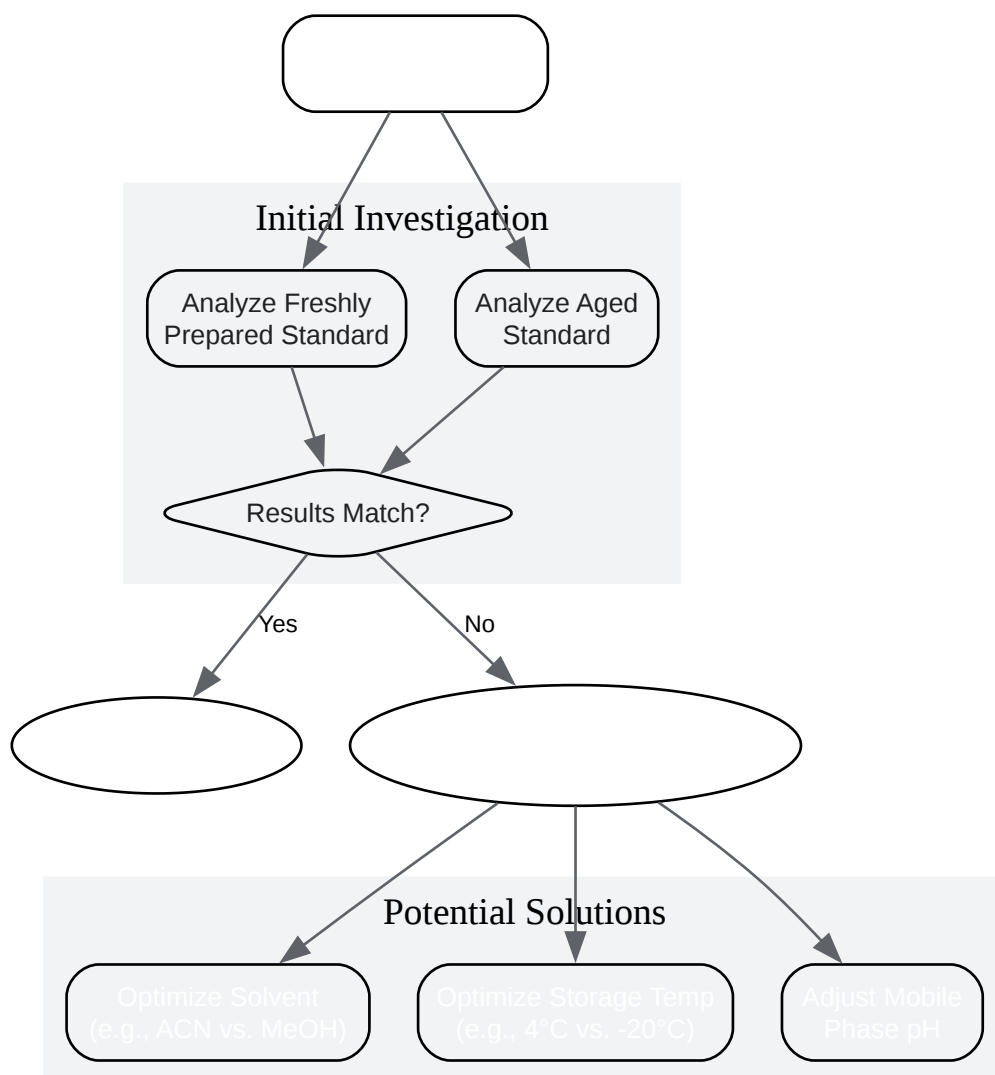 Initial Investigation
Analyze Freshly
Prepared Standard
Analyze Aged
Standard
Results Match?
Yes
No
Potential Solutions
Optimize Solvent
(e.g., ACN vs. MeOH)
Optimize Storage Temp
(e.g., 4°C vs. -20°C)
Adjust Mobile
Phase pH